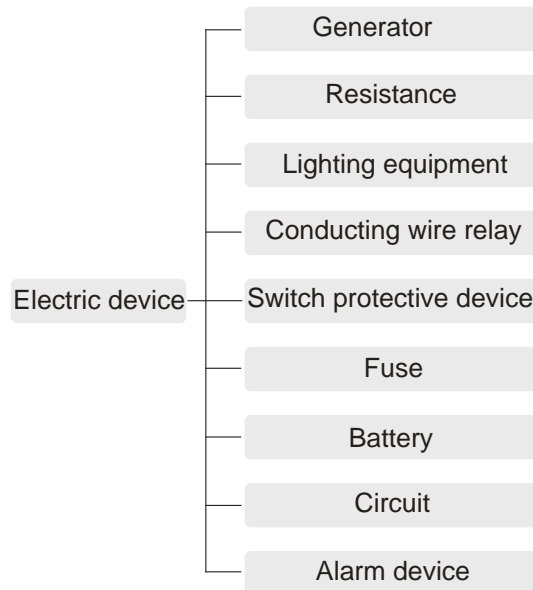 Generator
Resistance
Lighting equipment
Conducting wire relay
Electric device
Switch protective device
Fuse
Battery
Circuit
Alarm device